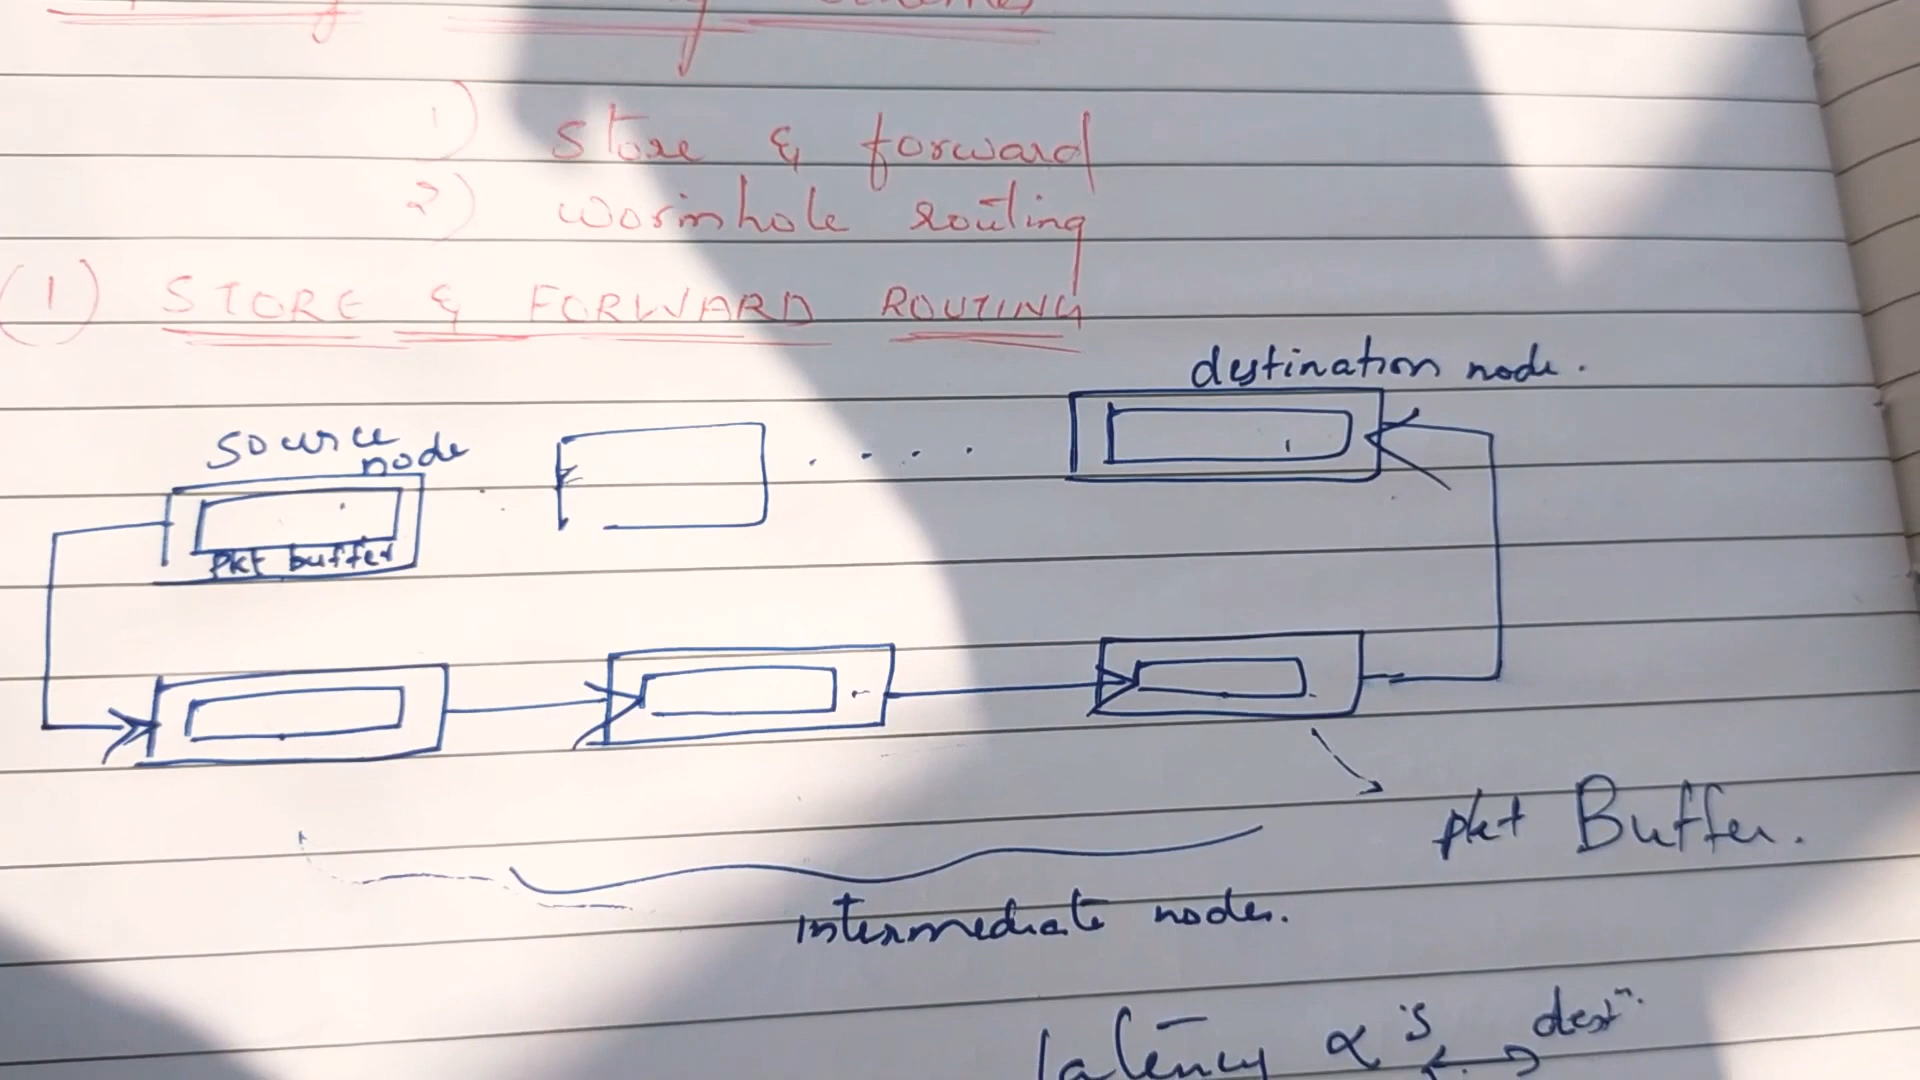 1) Store & forward
2) wormhole routing
(1) STORE & FORWARD ROUTING
destination node.
Source node
. . . .
pkt buffer
pkt Buffer.
intermediate nodes.
latency ∝ S ↔ destn.